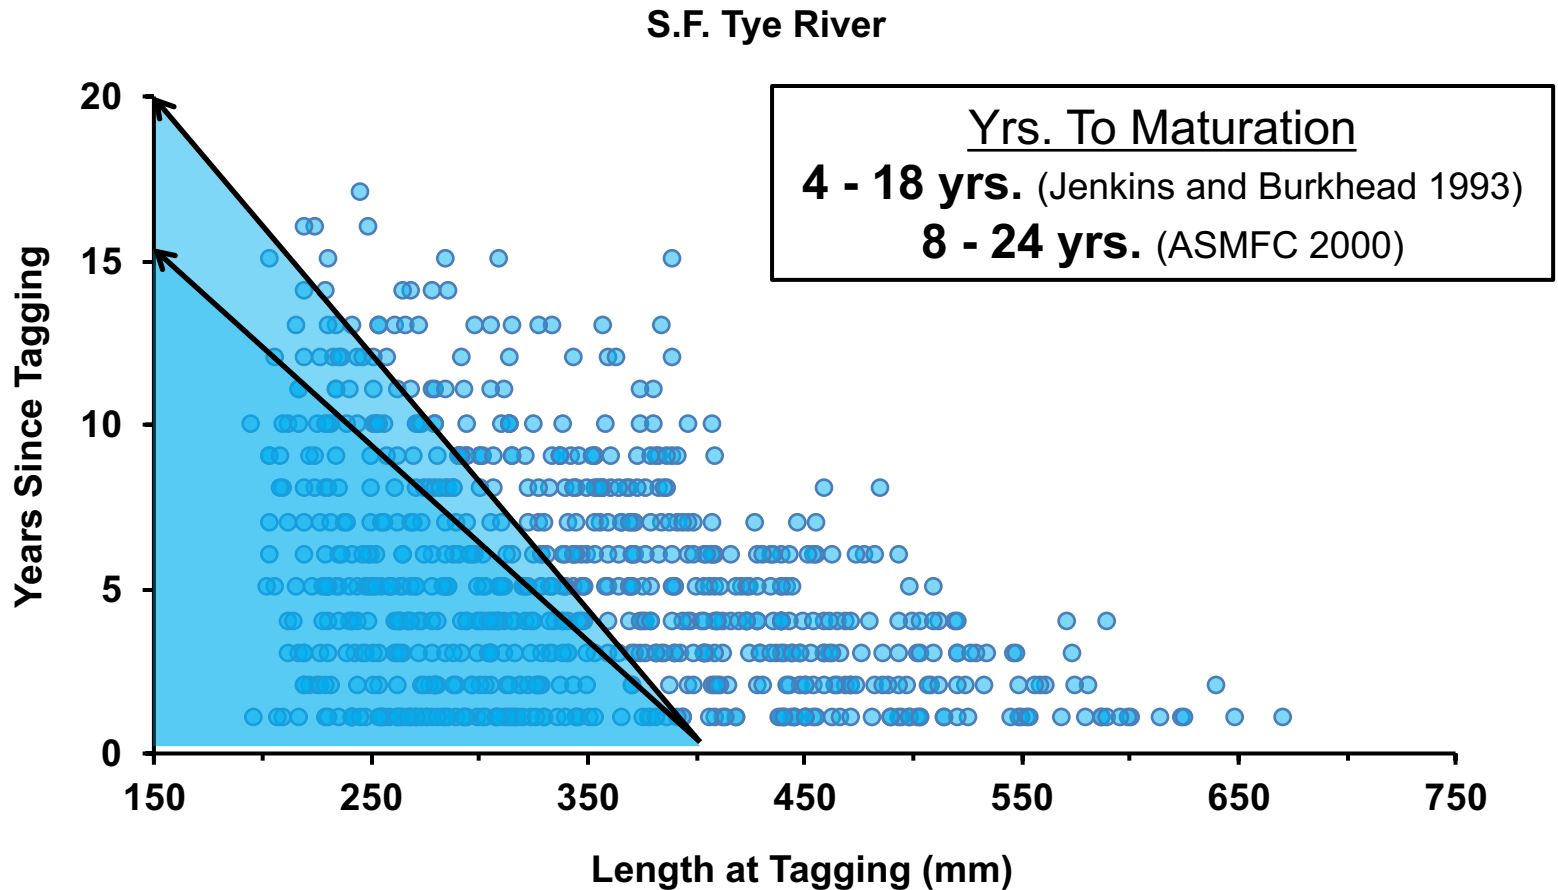 S.F. Tye River
Yrs. To Maturation
4 - 18 yrs. (Jenkins and Burkhead 1993)
8 - 24 yrs. (ASMFC 2000)
Years Since Tagging
20
15
10
5
0
150 250 350 450 550 650 750
Length at Tagging (mm)